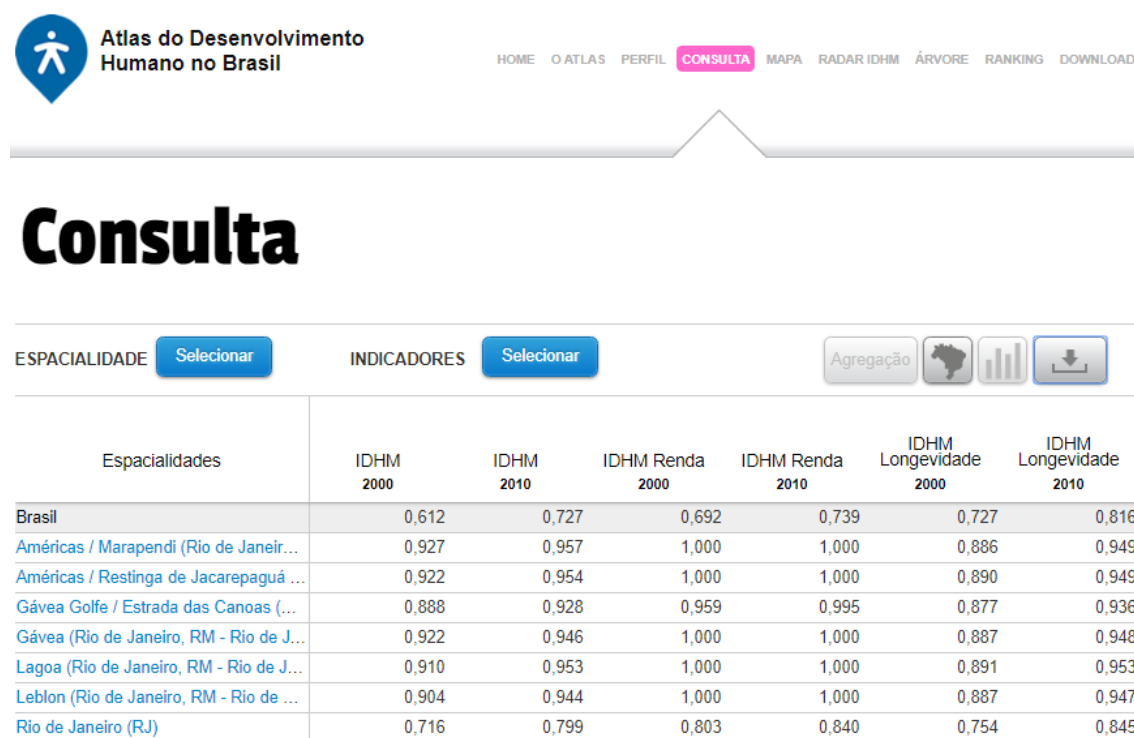 Atlas do Desenvolvimento
Humano no Brasil
HOME O ATLAS PERFIL CONSULTA MAPA RADAR IDHM ÁRVORE RANKING DOWNLOAD
Consulta
ESPACIALIDADE Selecionar INDICADORES Selecionar Agregação
Espacialidades IDHM 2000 IDHM 2010 IDHM Renda 2000 IDHM Renda 2010 IDHM Longevidade 2000 IDHM Longevidade 2010
Brasil 0,612 0,727 0,692 0,739 0,727 0,816
Américas / Marapendi (Rio de Janeir... 0,927 0,957 1,000 1,000 0,886 0,949
Américas / Restinga de Jacarepaguá ... 0,922 0,954 1,000 1,000 0,890 0,949
Gávea Golfe / Estrada das Canoas (... 0,888 0,928 0,959 0,995 0,877 0,936
Gávea (Rio de Janeiro, RM - Rio de J... 0,922 0,946 1,000 1,000 0,887 0,948
Lagoa (Rio de Janeiro, RM - Rio de J... 0,910 0,953 1,000 1,000 0,891 0,953
Leblon (Rio de Janeiro, RM - Rio de ... 0,904 0,944 1,000 1,000 0,887 0,947
Rio de Janeiro (RJ) 0,716 0,799 0,803 0,840 0,754 0,845